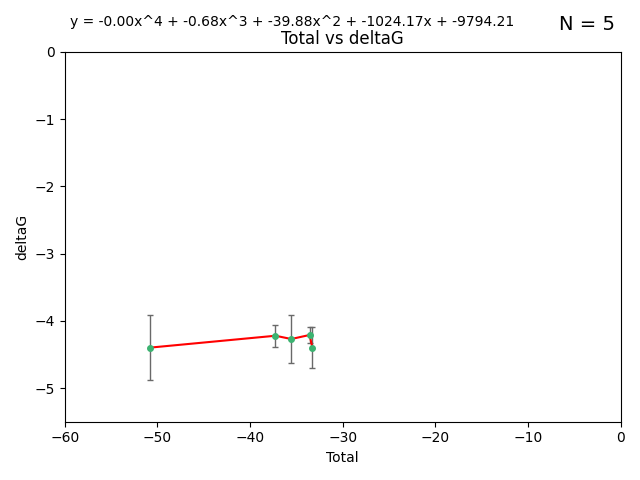 y = -0.00x^4 + -0.68x^3 + -39.88x^2 + -1024.17x + -9794.21
N = 5
Total vs deltaG
0
−1
−2
−3
−4
−5
deltaG
−60
−50
−40
−30
−20
−10
0
Total